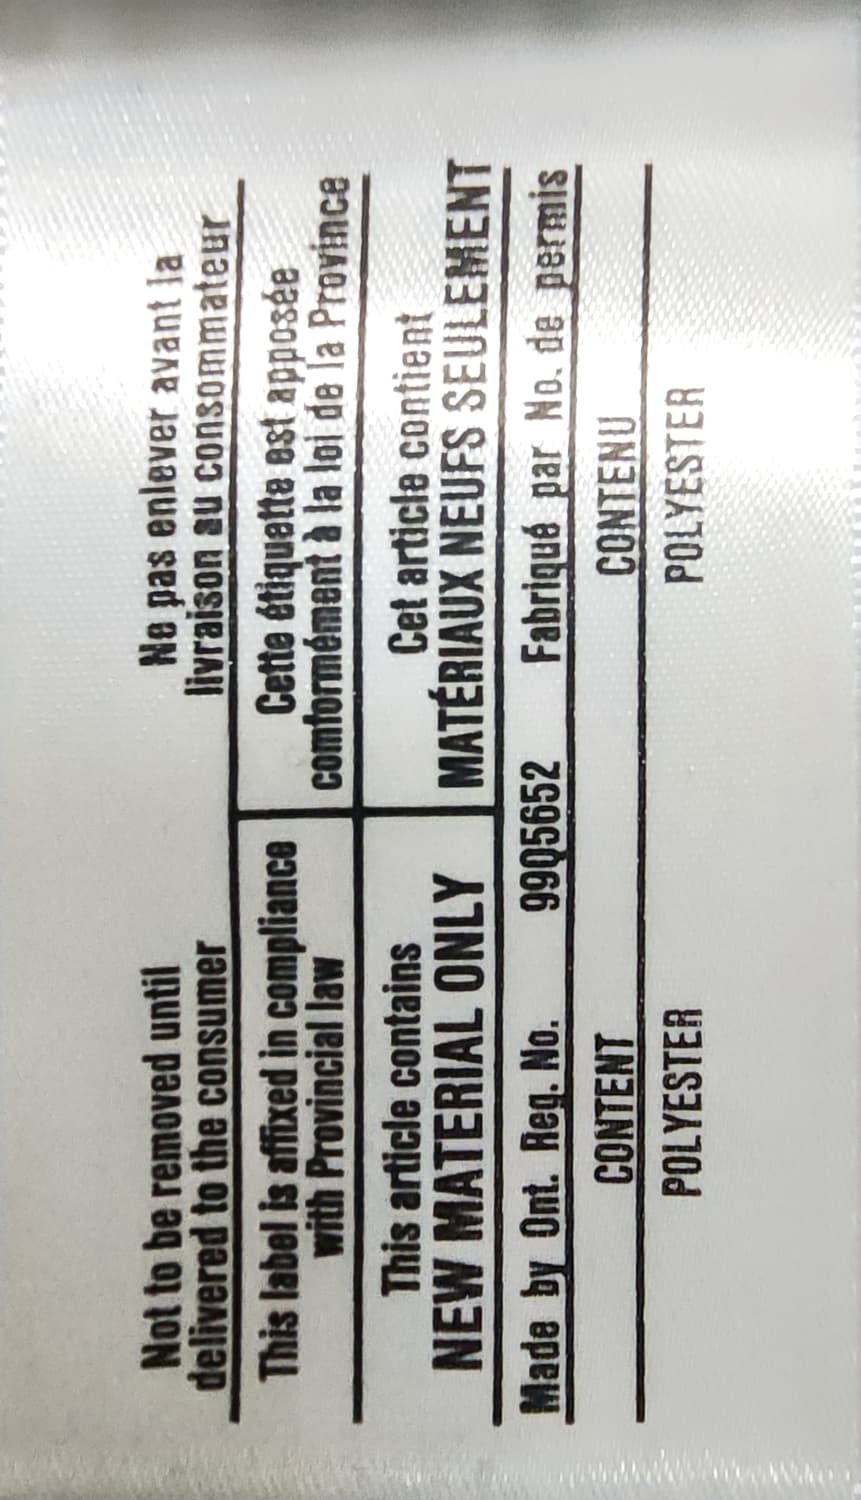 Not to be removed until
delivered to the consumer
Ne pas enlever avant la
livraison au consommateur
This label is affixed in compliance
with Provincial law
Cette étiquette est apposée
comformément à la loi de la Province
This article contains
NEW MATERIAL ONLY
Cet article contient
MATÉRIAUX NEUFS SEULEMENT
Made by Ont. Reg. No. 99Q5652 Fabriqué par No. de permis
CONTENT CONTENU
POLYESTER POLYESTER